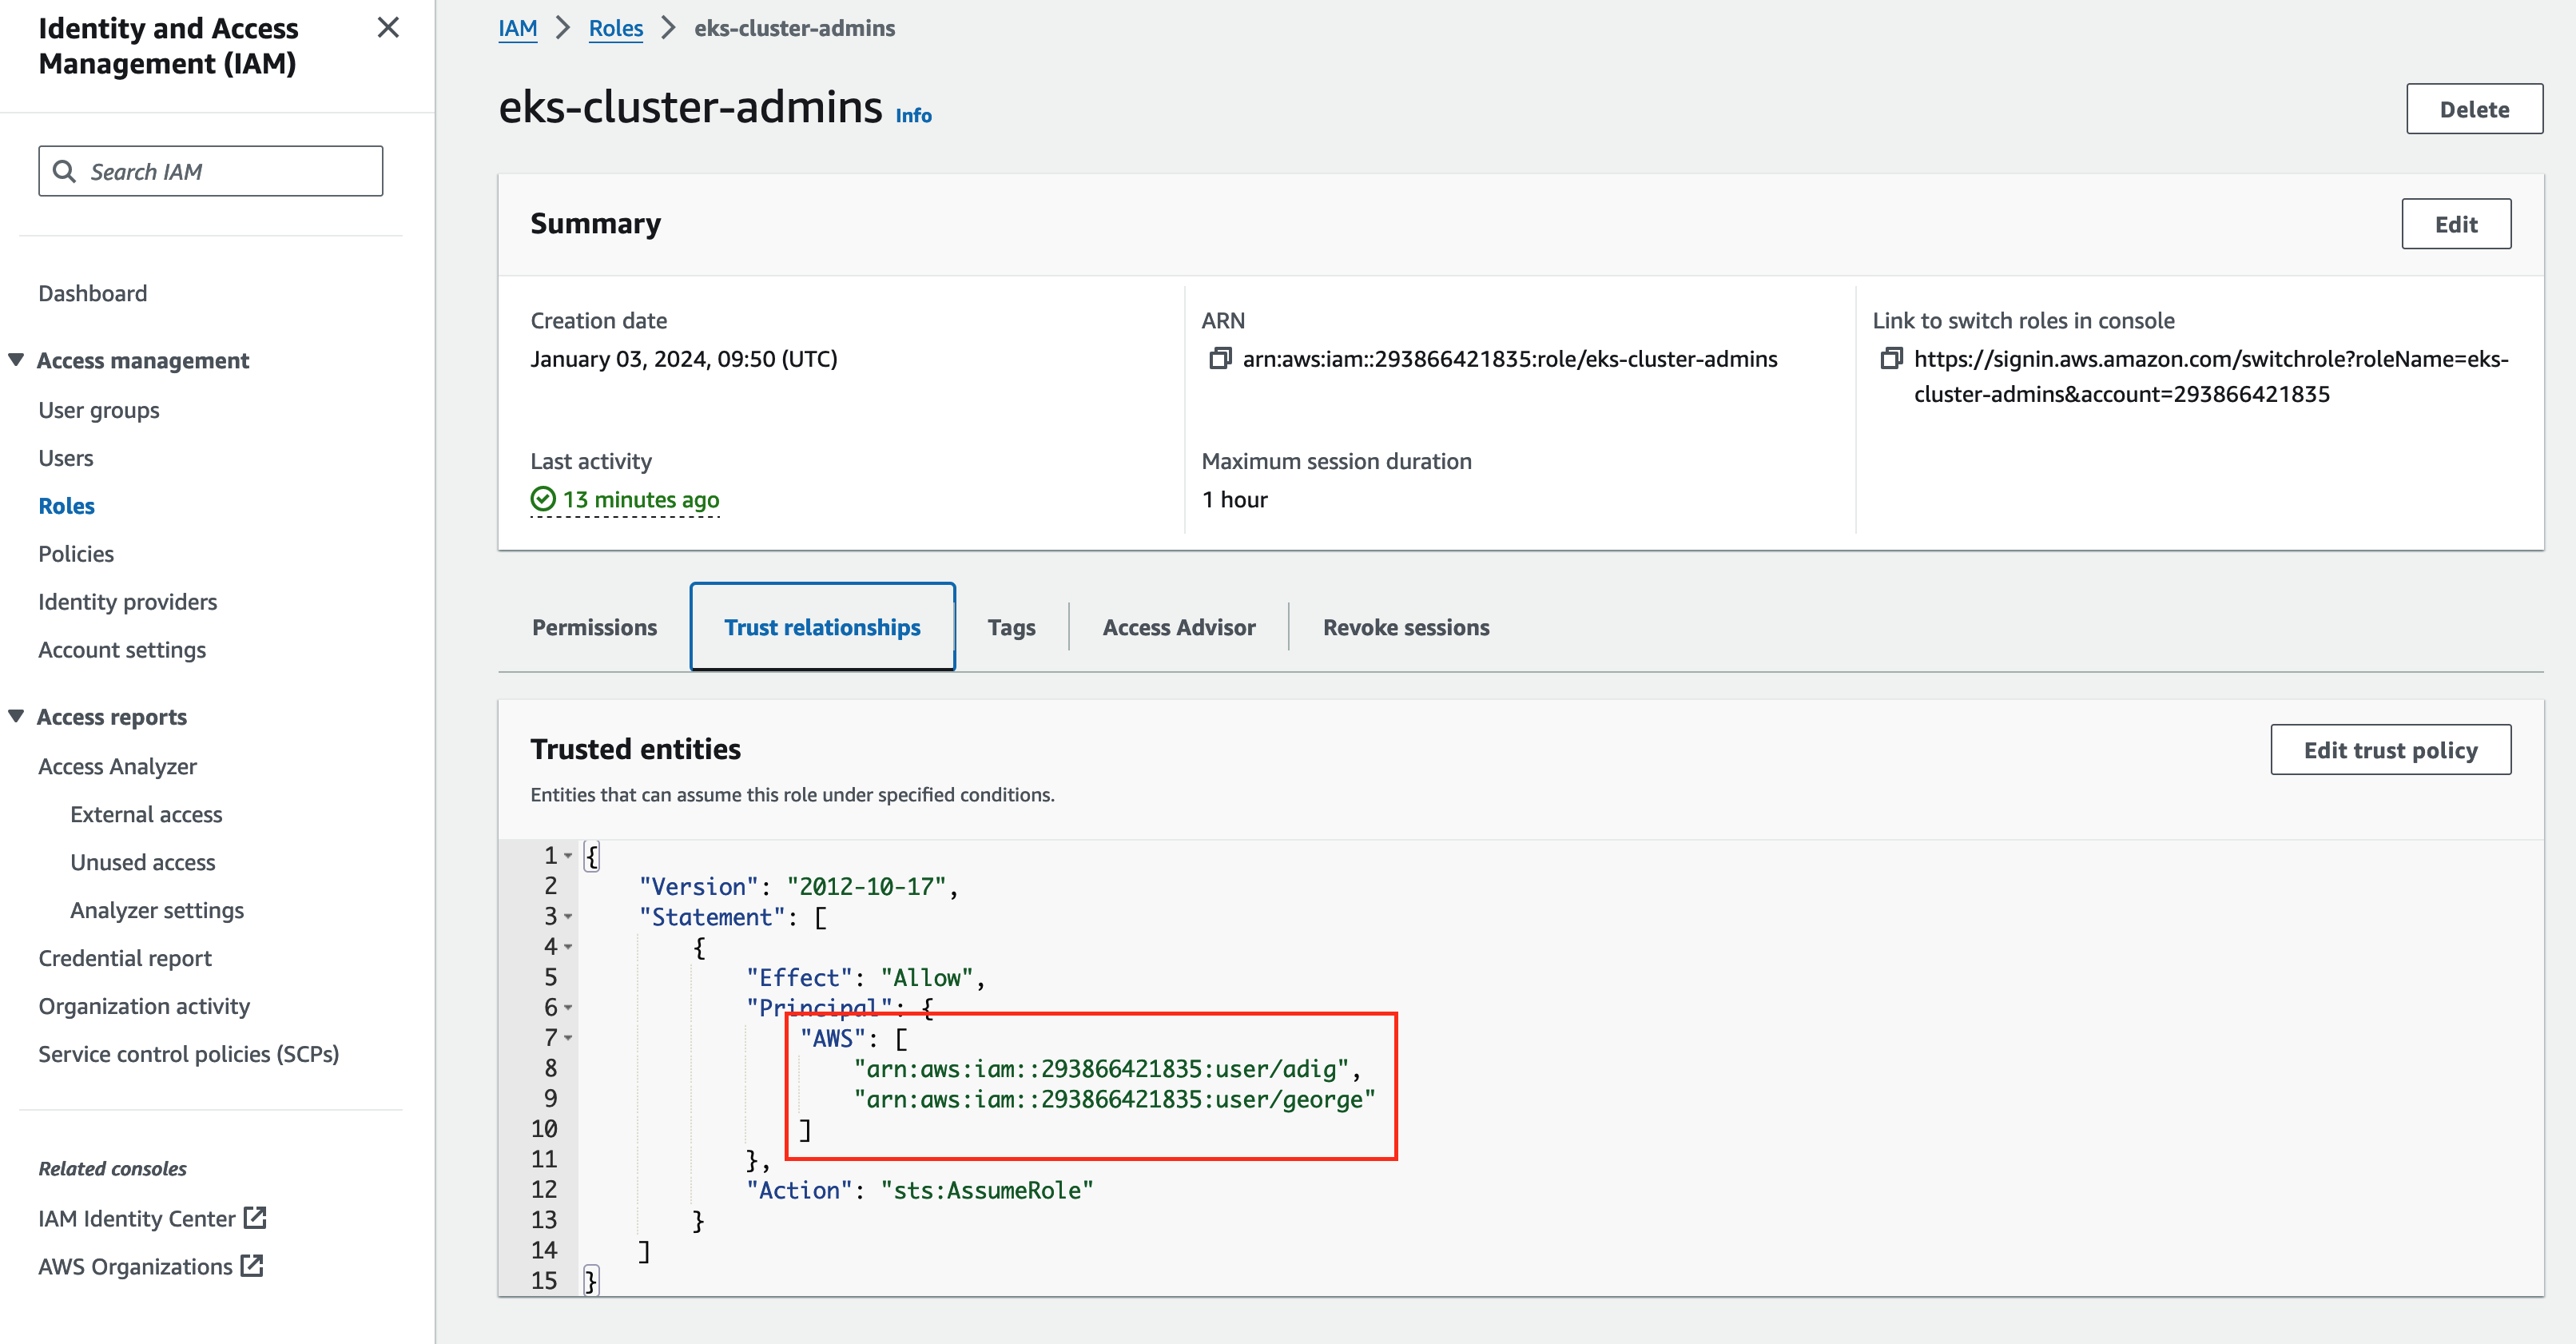 Identity and Access
Management (IAM)
Search IAM
Dashboard
Access management
User groups
Users
Roles
Policies
Identity providers
Account settings
Access reports
Access Analyzer
External access
Unused access
Analyzer settings
Credential report
Organization activity
Service control policies (SCPs)
Related consoles
IAM Identity Center
AWS Organizations
IAM > Roles > eks-cluster-admins
eks-cluster-admins Info
Delete
Summary
Edit
Creation date
January 03, 2024, 09:50 (UTC)
ARN
arn:aws:iam::293866421835:role/eks-cluster-admins
Link to switch roles in console
https://signin.aws.amazon.com/switchrole?roleName=eks-
cluster-admins&account=293866421835
Last activity
13 minutes ago
Maximum session duration
1 hour
Permissions Trust relationships Tags Access Advisor Revoke sessions
Trusted entities
Edit trust policy
Entities that can assume this role under specified conditions.
1 {
2 "Version": "2012-10-17",
3 "Statement": [
4 {
5 "Effect": "Allow",
6 "Principal": {
7 "AWS": [
8 "arn:aws:iam::293866421835:user/adig",
9 "arn:aws:iam::293866421835:user/george"
10 ]
11 },
12 "Action": "sts:AssumeRole"
13 }
14 ]
15 }